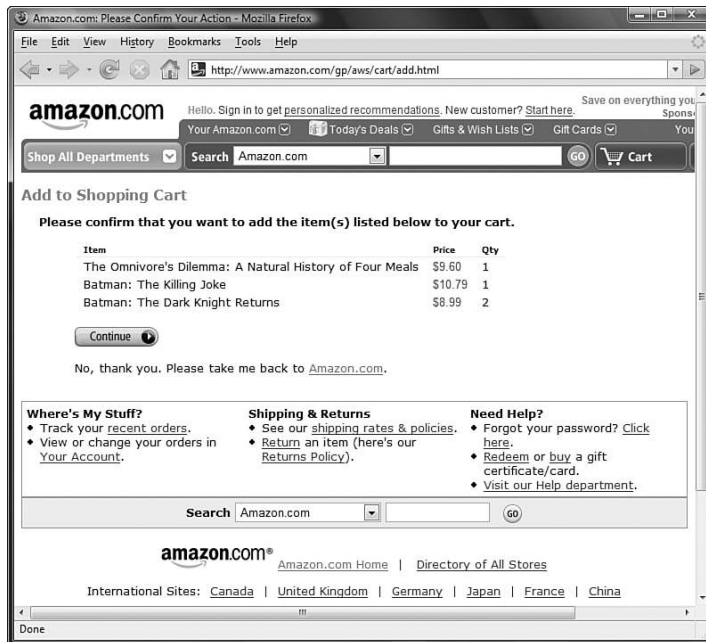 Amazon.com: Please Confirm Your Action - Mozilla Firefox
File Edit View History Bookmarks Tools Help
http://www.amazon.com/gp/aws/cart/add.html
amazon.com
Hello. Sign in to get personalized recommendations. New customer? Start here.
Save on everything you
Spons
Your Amazon.com Today's Deals Gifts & Wish Lists Gift Cards You
Shop All Departments Search Amazon.com GO Cart
Add to Shopping Cart
Please confirm that you want to add the item(s) listed below to your cart.
Item Price Qty
The Omnivore's Dilemma: A Natural History of Four Meals $9.60 1
Batman: The Killing Joke $10.79 1
Batman: The Dark Knight Returns $8.99 2
Continue
No, thank you. Please take me back to Amazon.com.
Where's My Stuff?
• Track your recent orders.
• View or change your orders in
Your Account.
Shipping & Returns
• See our shipping rates & policies.
• Return an item (here's our
Returns Policy).
Need Help?
• Forgot your password? Click
here.
• Redeem or buy a gift
certificate/card.
• Visit our Help department.
Search Amazon.com GO
amazon.com® Amazon.com Home | Directory of All Stores
International Sites: Canada | United Kingdom | Germany | Japan | France | China
Done